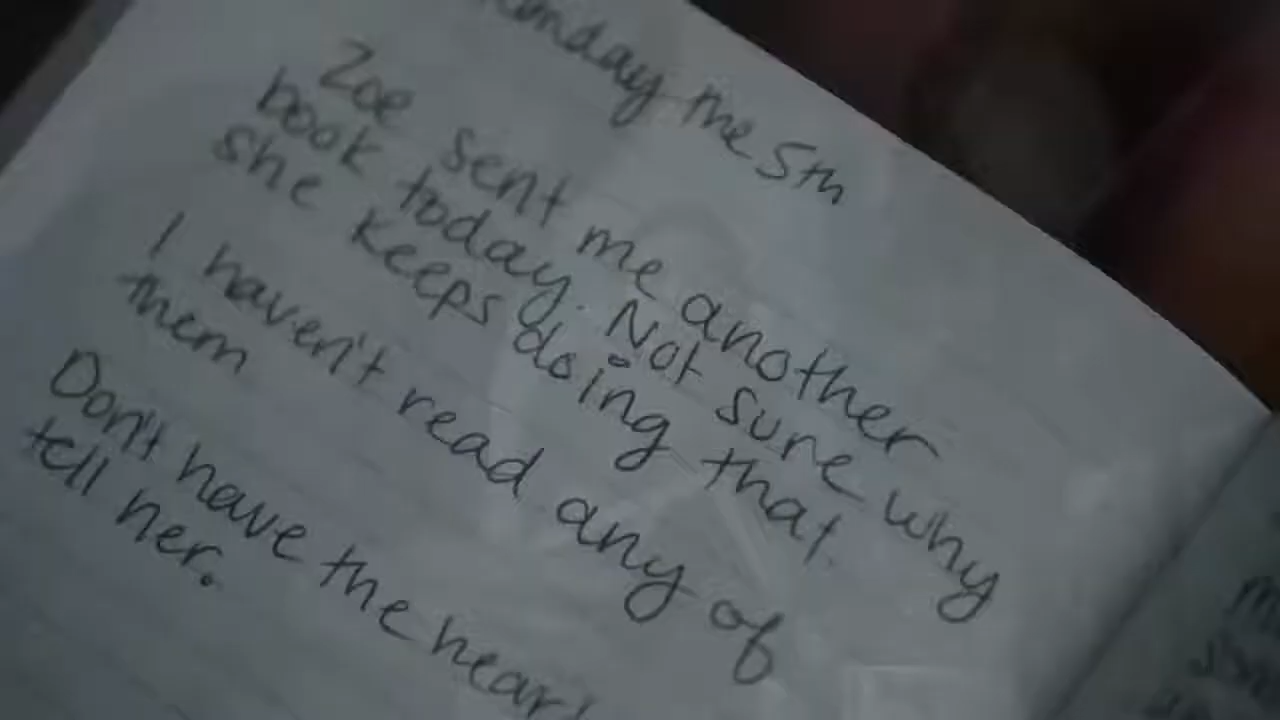 the 5th
Zoe sent me another
book today. Not sure why
she keeps doing that.
I haven't read any of
them
Don't have the heart
tell her.